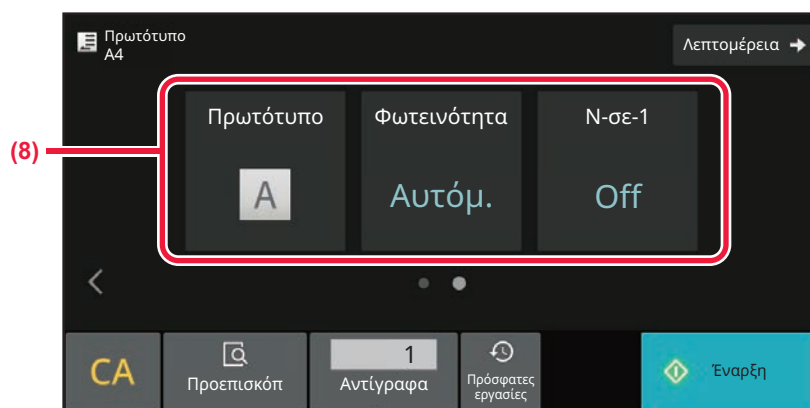 Πρωτότυπο
A4
Λεπτομέρεια
(8)
Πρωτότυπο
Φωτεινότητα
N-σε-1
A
Αυτόμ.
Off
CA
Προεπισκόπ
1
Αντίγραφα
Πρόσφατες
εργασίες
Έναρξη